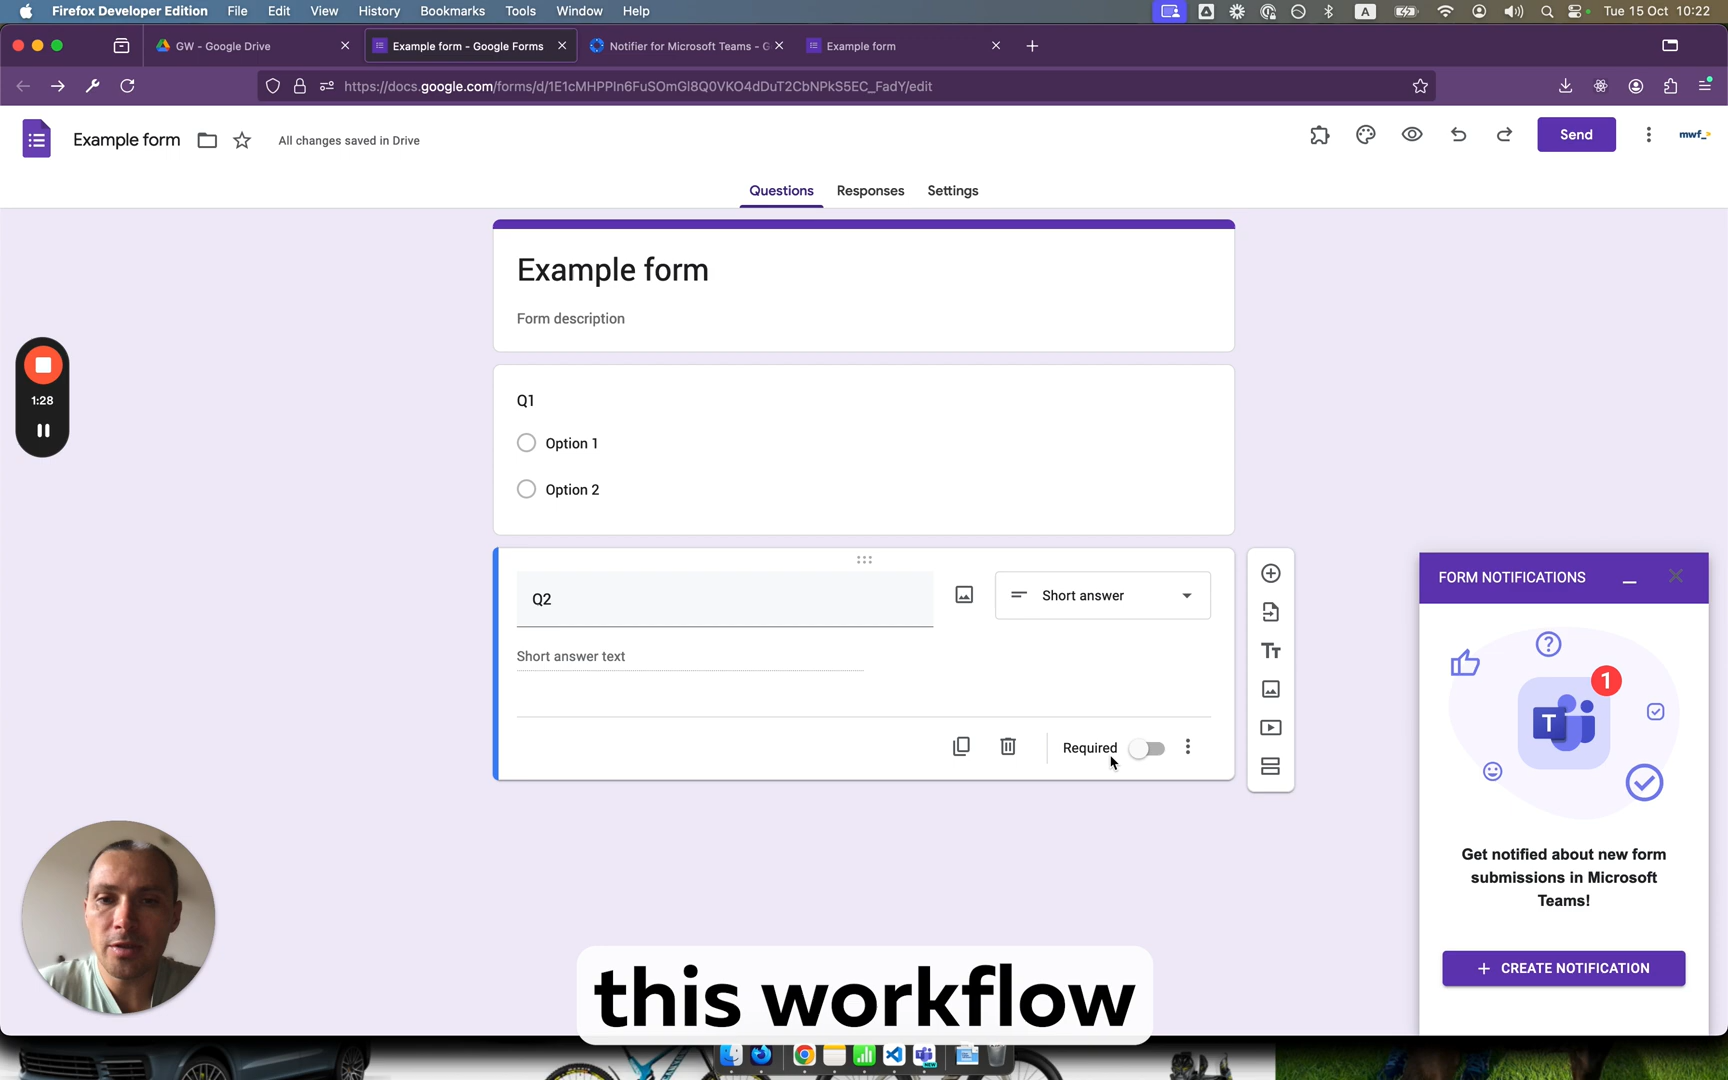 Firefox Developer Edition File Edit View History Bookmarks Tools Window Help A Tue 15 Oct 10:22
GW - Google Drive Example form - Google Forms Notifier for Microsoft Teams - G Example form
https://docs.google.com/forms/d/1E1cMHPPln6FuSOmGl8Q0VKO4dDuT2CbNPkS5EC_FadY/edit
Example form All changes saved in Drive Send mwf_>
Questions Responses Settings
Example form
Form description
1:28
Q1
Option 1
Option 2
Q2
Short answer
Short answer text
Required
Tт
FORM NOTIFICATIONS
1
T
Get notified about new form
submissions in Microsoft
Teams!
+ CREATE NOTIFICATION
this workflow
NEW